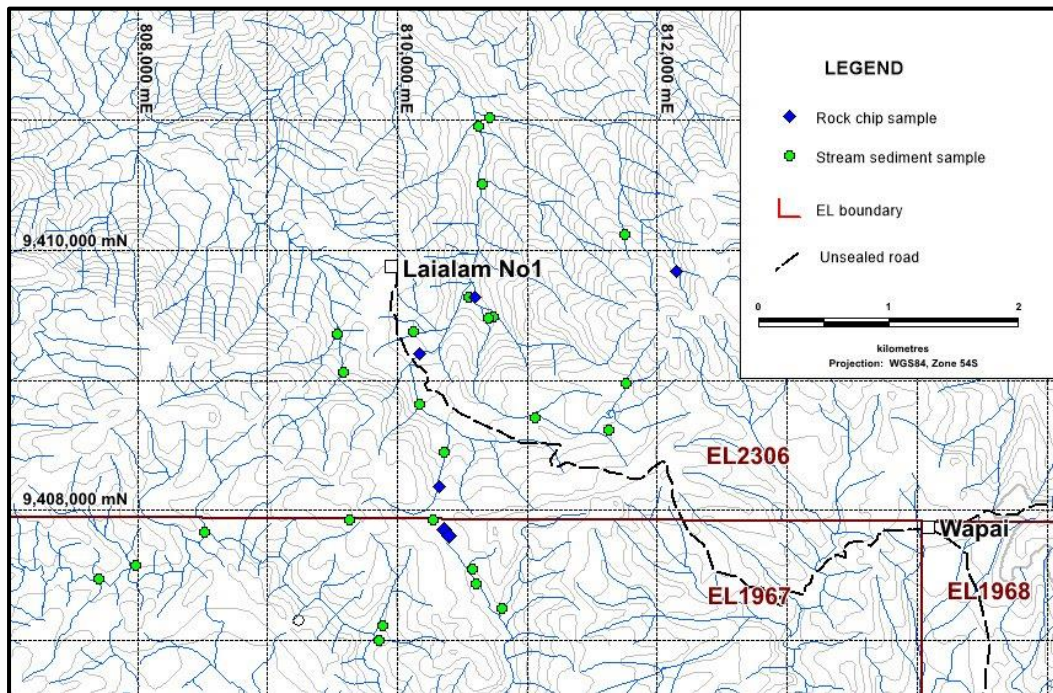 808,000 mE
810,000 mE
812,000 mE
LEGEND
Rock chip sample
Stream sediment sample
EL boundary
Unsealed road
0 1 2
kilometres
Projection: WGS84, Zone 54S
9,410,000 mN
Laialam No1
EL2306
9,408,000 mN
Wapai
EL1967
EL1968